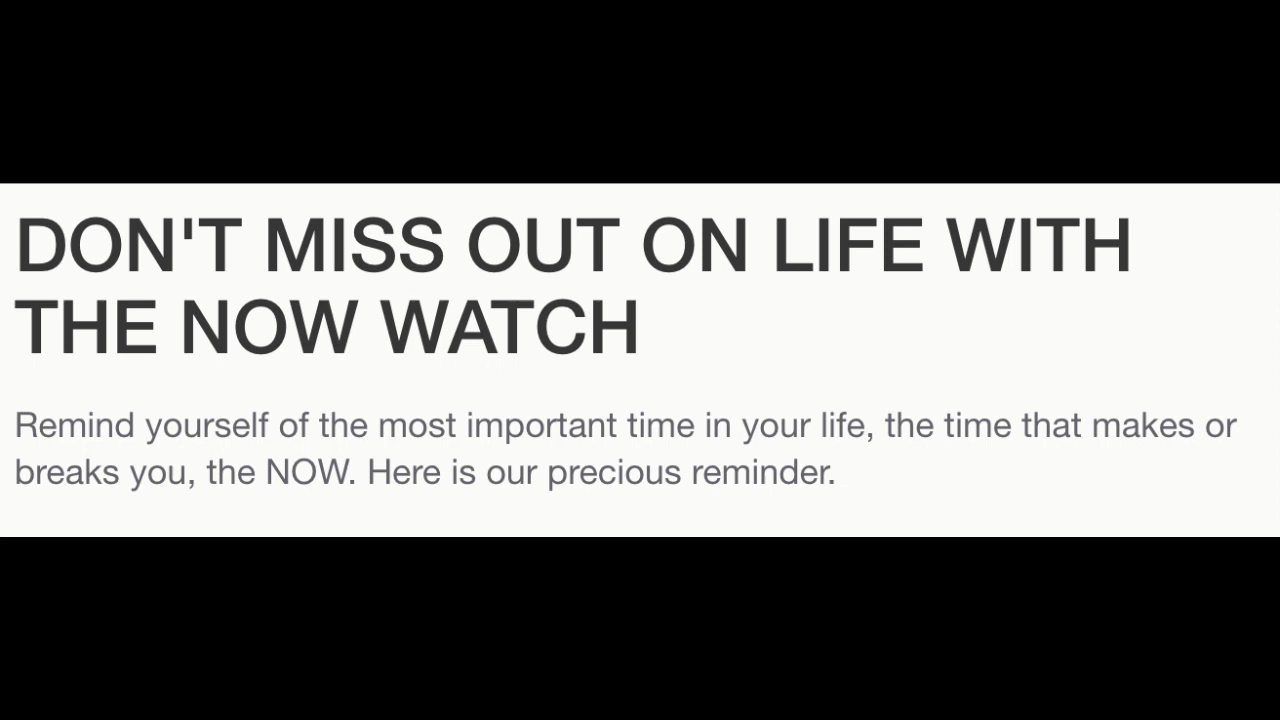 DON'T MISS OUT ON LIFE WITH
THE NOW WATCH
Remind yourself of the most important time in your life, the time that makes or
breaks you, the NOW. Here is our precious reminder.